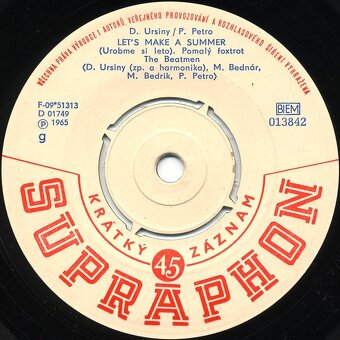 VŠECHNA PRÁVA VÝROBCE I AUTORŮ VEŘEJNÉHO PROVOZOVÁNÍ A ROZHLASOVÉHO ŠÍŘENÍ VYHRAZENA
D. Ursiny/P. Petro
LET'S MAKE A SUMMER
(Urobme si leto). Pomalý foxtrot
The Beatmen
(D. Ursiny (zp. a harmonika), M. Bednár,
M. Bedrik, P. Petro)
F-09*51313
D 01749
Ⓟ 1965
g
BIEM
013842
KRÁTKÝ 45 ZÁZNAM
SUPRAPHON